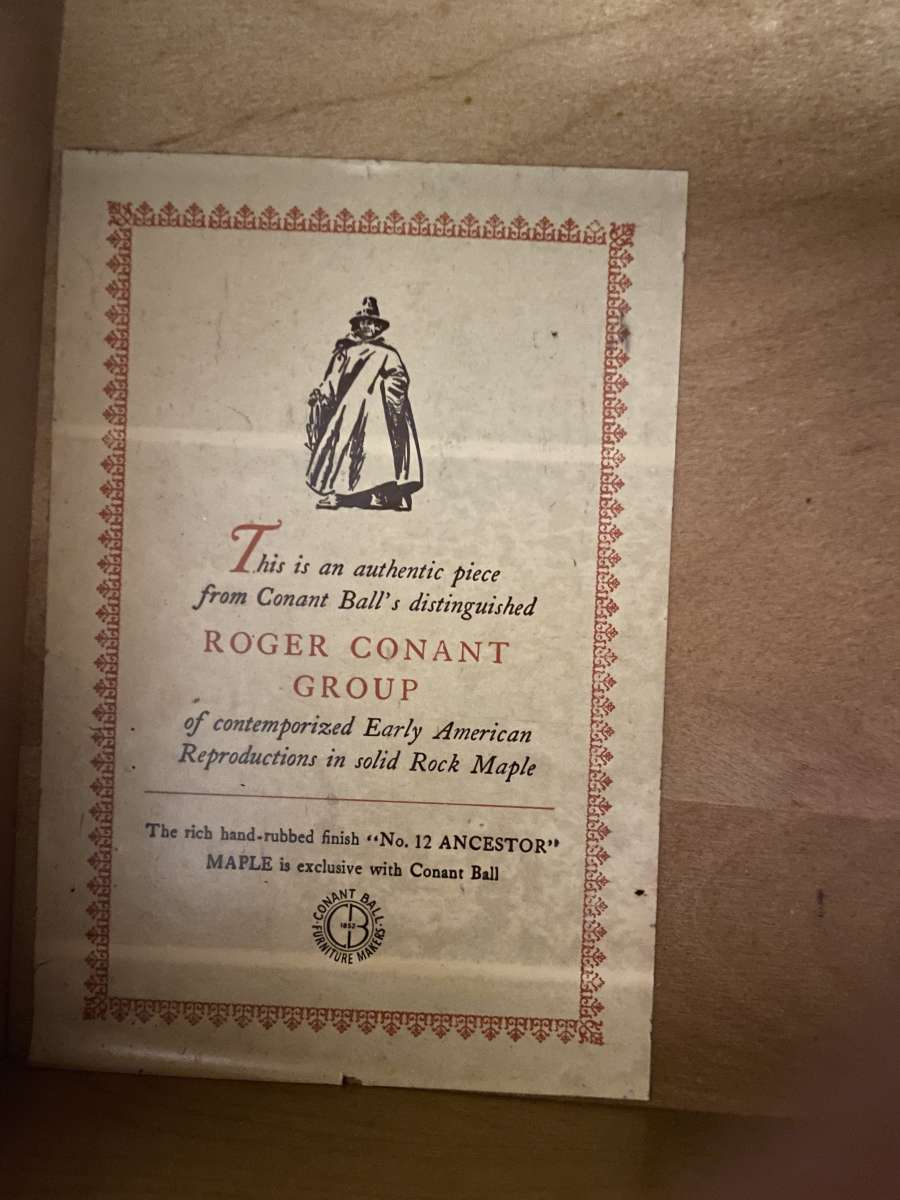 This is an authentic piece
from Conant Ball's distinguished
ROGER CONANT
GROUP
of contemporized Early American
Reproductions in solid Rock Maple
The rich hand-rubbed finish “No. 12 ANCESTOR”
MAPLE is exclusive with Conant Ball
·CONANT BALL·
FURNITURE MAKERS
CB
1852